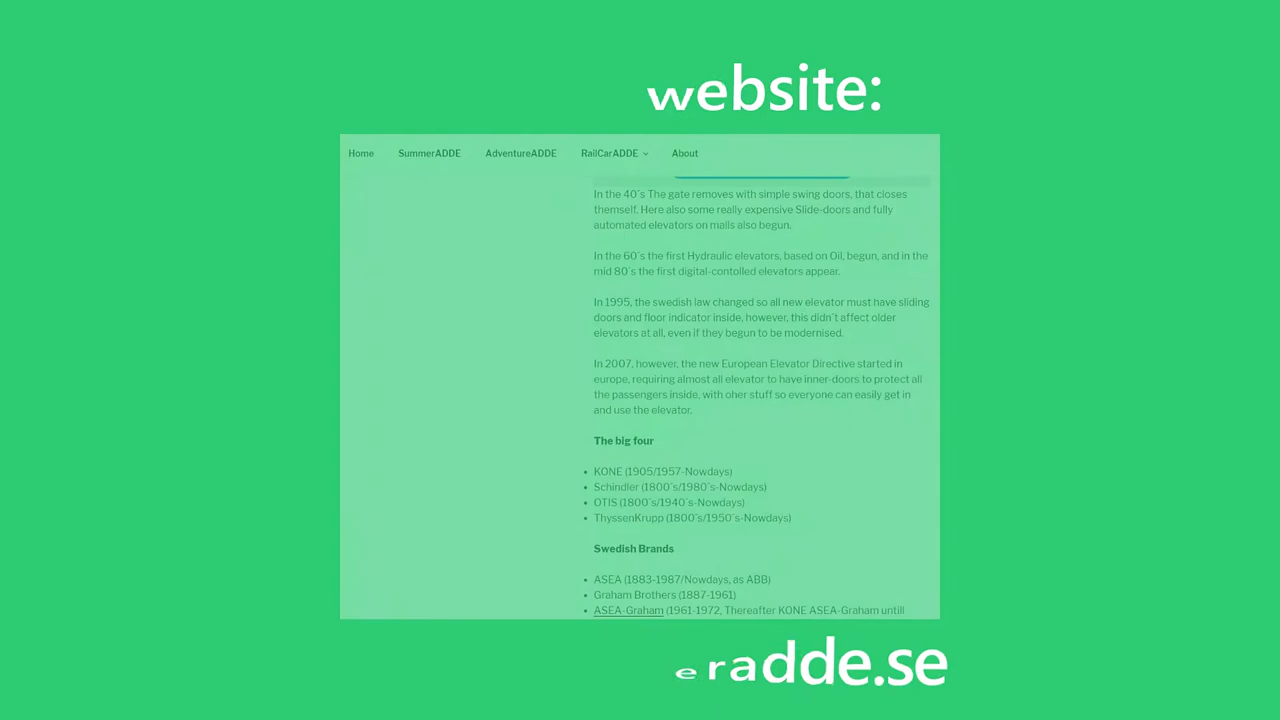 website:
Home SummerADDE AdventureADDE RailCarADDE About
In the 40´s The gate removes with simple swing doors, that closes
themself. Here also some really expensive Slide-doors and fully
automated elevators on malls also begun.
In the 60´s the first Hydraulic elevators, based on Oil, begun, and in the
mid 80´s the first digital-contolled elevators appear.
In 1995, the swedish law changed so all new elevator must have sliding
doors and floor indicator inside, however, this didn´t affect older
elevators at all, even if they begun to be modernised.
In 2007, however, the new European Elevator Directive started in
europe, requiring almost all elevator to have inner-doors to protect all
the passengers inside, with oher stuff so everyone can easily get in
and use the elevator.
The big four
• KONE (1905/1957-Nowdays)
• Schindler (1800´s/1980´s-Nowdays)
• OTIS (1800´s/1940´s-Nowdays)
• ThyssenKrupp (1800´s/1950´s-Nowdays)
Swedish Brands
• ASEA (1883-1987/Nowdays, as ABB)
• Graham Brothers (1887-1961)
• ASEA-Graham (1961-1972, Thereafter KONE ASEA-Graham untill
eradde.se